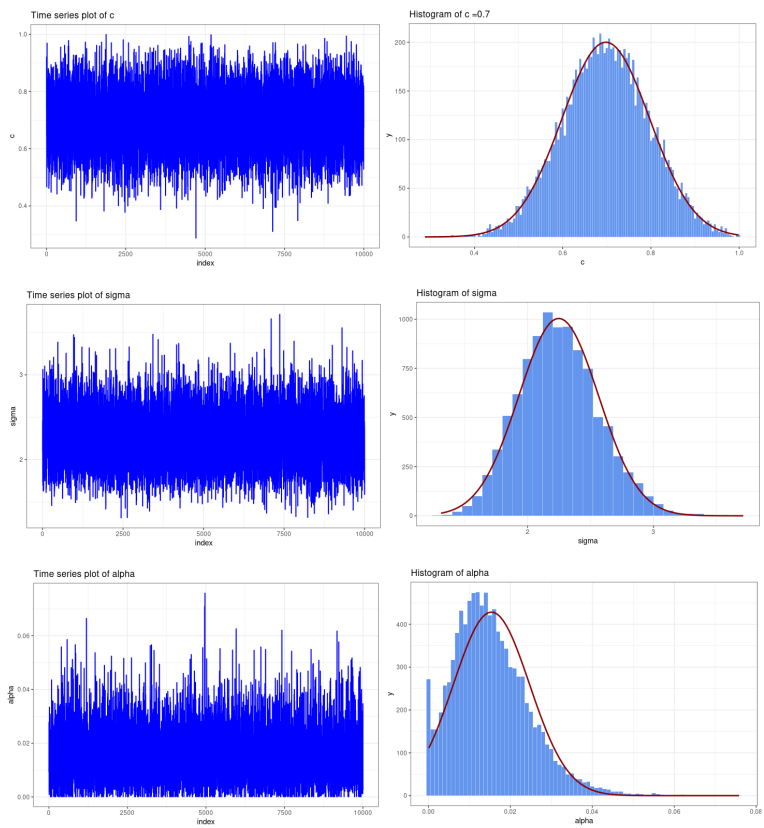 Time series plot of c
1.0
0.8
0.6
0.4
c
0
2500
5000
7500
10000
index
Histogram of c =0.7
200
150
100
50
0
y
0.4
0.6
0.8
1.0
c
Time series plot of sigma
3
2
sigma
0
2500
5000
7500
10000
index
Histogram of sigma
1000
750
500
250
0
y
2
3
sigma
Time series plot of alpha
0.06
0.04
0.02
0.00
alpha
0
2500
5000
7500
10000
index
Histogram of alpha
400
300
200
100
0
y
0.00
0.02
0.04
0.06
0.08
alpha